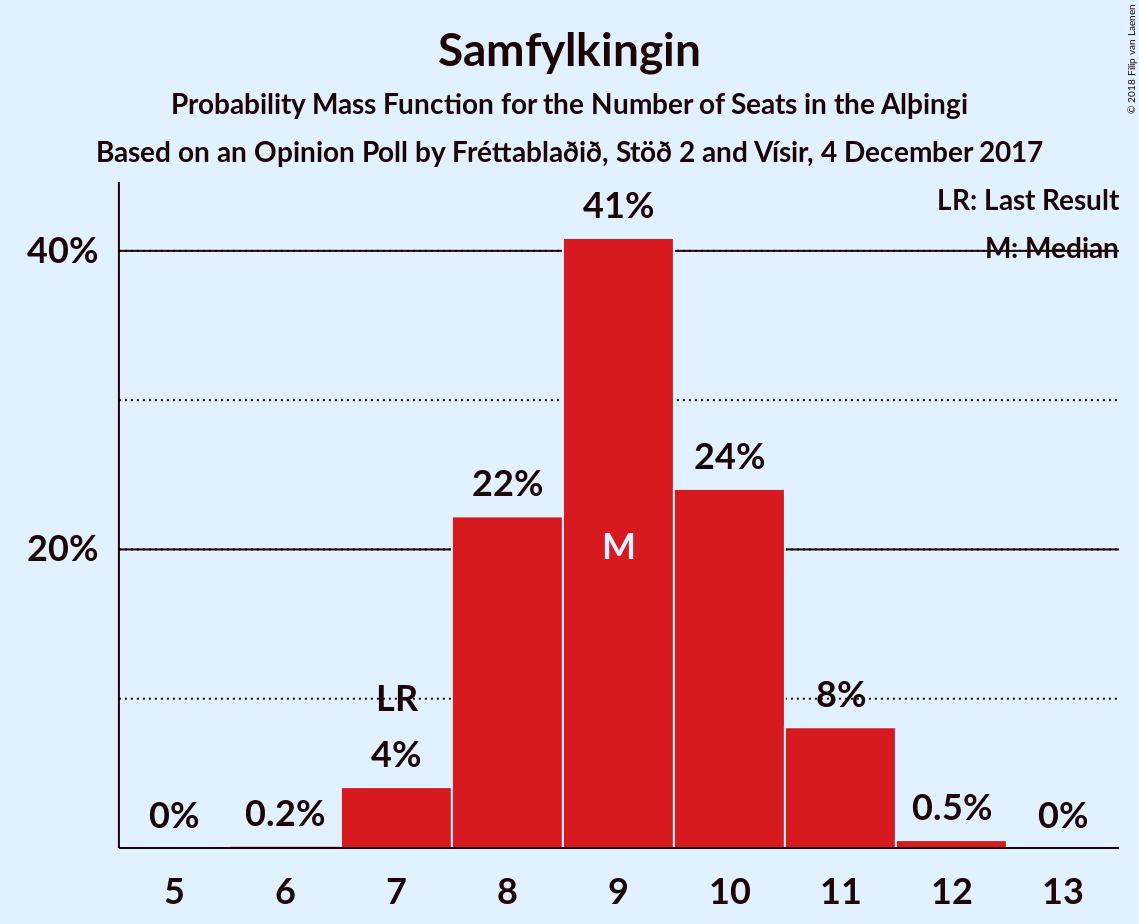 Samfylkingin
Probability Mass Function for the Number of Seats in the Alþingi
Based on an Opinion Poll by Fréttablaðið, Stöð 2 and Vísir, 4 December 2017
© 2018 Filip van Laenen
LR: Last Result
M: Median
40%
20%
0%
0.2%
LR
4%
22%
41%
M
24%
8%
0.5%
0%
5 6 7 8 9 10 11 12 13